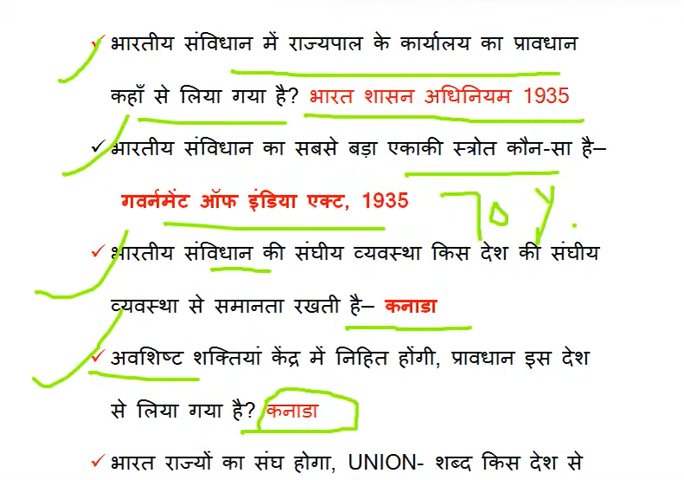 भारतीय संविधान में राज्यपाल के कार्यालय का प्रावधान
कहाँ से लिया गया है? भारत शासन अधिनियम 1935
भारतीय संविधान का सबसे बड़ा एकाकी स्त्रोत कौन-सा है–
गवर्नमेंट ऑफ इंडिया एक्ट, 1935
70 %.
भारतीय संविधान की संघीय व्यवस्था किस देश की संघीय
व्यवस्था से समानता रखती है– कनाडा
अवशिष्ट शक्तियां केंद्र में निहित होंगी, प्रावधान इस देश
से लिया गया है? कनाडा
भारत राज्यों का संघ होगा, UNION- शब्द किस देश से